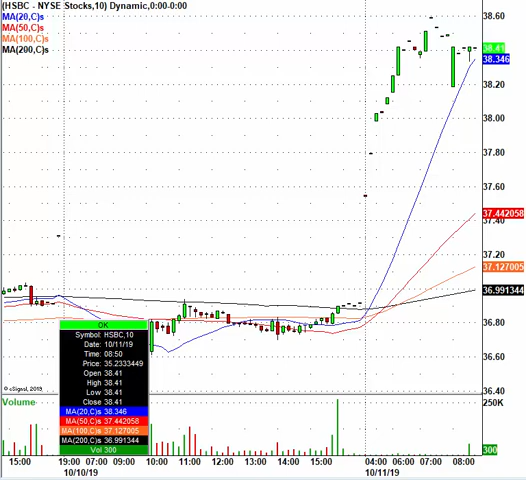 (HSBC - NYSE Stocks,10) Dynamic,0:00-0:00
MA(20,C)s
MA(50,C)s
MA(100,C)s
MA(200,C)s
38.60
38.41
38.346
38.20
38.00
37.80
37.60
37.442058
37.20
37.127005
36.991344
36.80
36.60
36.40
OK
Symbol: HSBC,10
Date: 10/11/19
Time: 08:50
Price: 35.2333449
Open 38.41
High 38.41
Low 38.41
Close 38.41
MA(20,C)s 38.346
MA(50,C)s 37.442058
MA(100,C)s 37.127005
MA(200,C)s 36.991344
Vol 300
© eSignal, 2019
Volume
250K
300
15:00 19:00 07:00 09:00 10:00 11:00 12:00 13:00 14:00 15:00 04:00 06:00 07:00 08:00
10/10/19 10/11/19